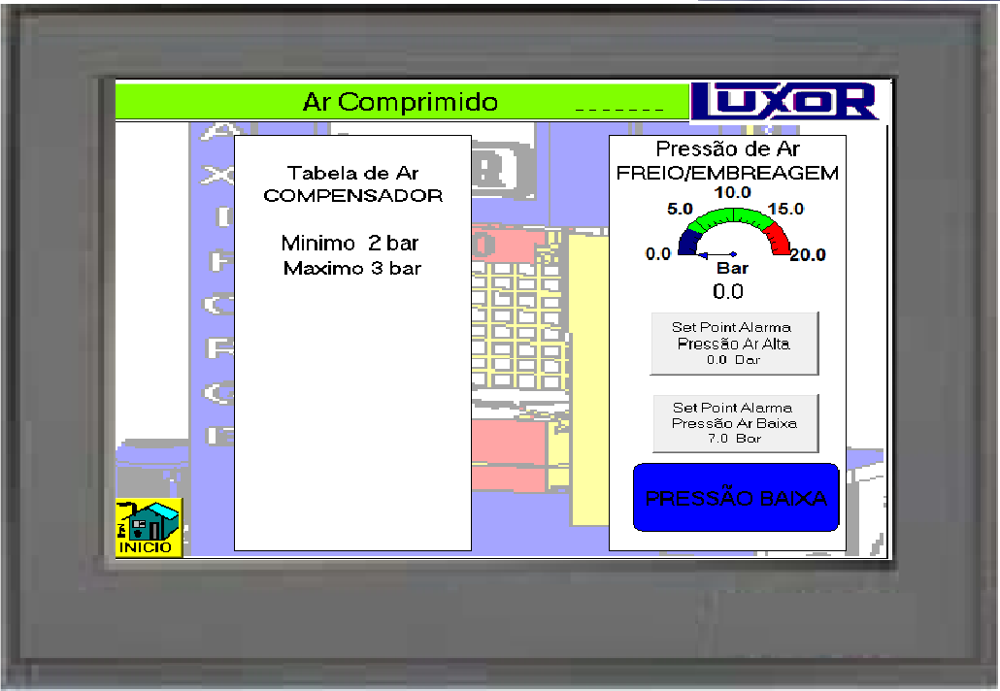 Ar Comprimido
LUXOR
Tabela de Ar
COMPENSADOR
Minimo 2 bar
Maximo 3 bar
Pressão de Ar
FREIO/EMBREAGEM
10.0
5.0 15.0
0.0 20.0
Bar
0.0
Set Point Alarma
Pressão Ar Alta
0.0 Bar
Set Point Alarma
Pressão Ar Baixa
7.0 Bar
PRESSÃO BAIXA
INICIO